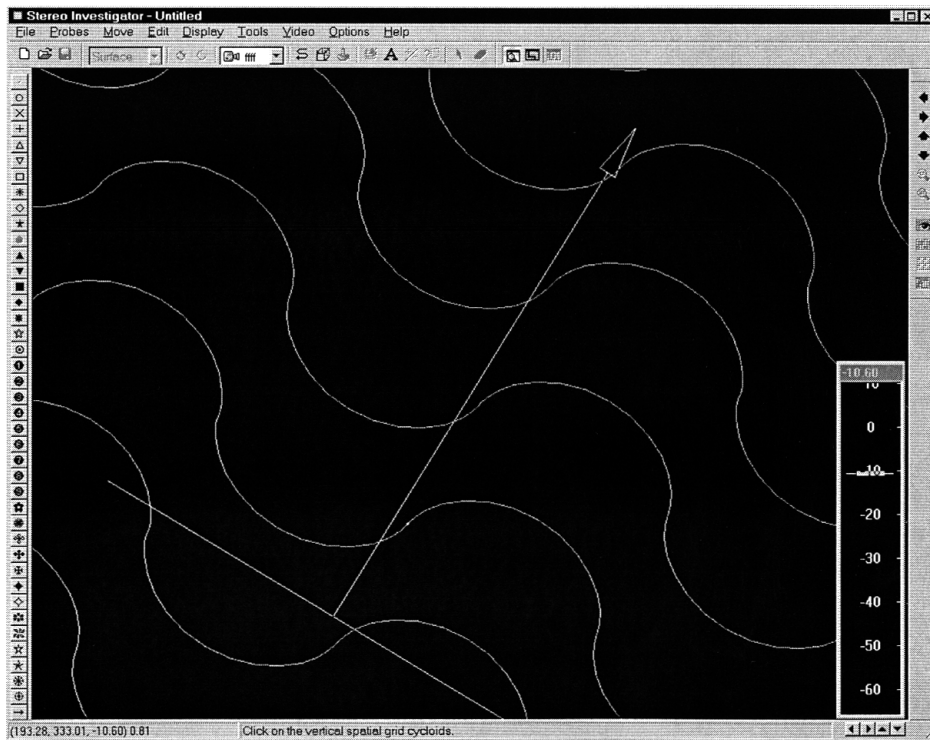 Stereo Investigator - Untitled
File Probes Move Edit Display Tools Video Options Help
Surface
-10.60
10
0
-10
-20
-30
-40
-50
-60
(193.28, 333.01, -10.60) 0.81 Click on the vertical spatial grid cycloids.